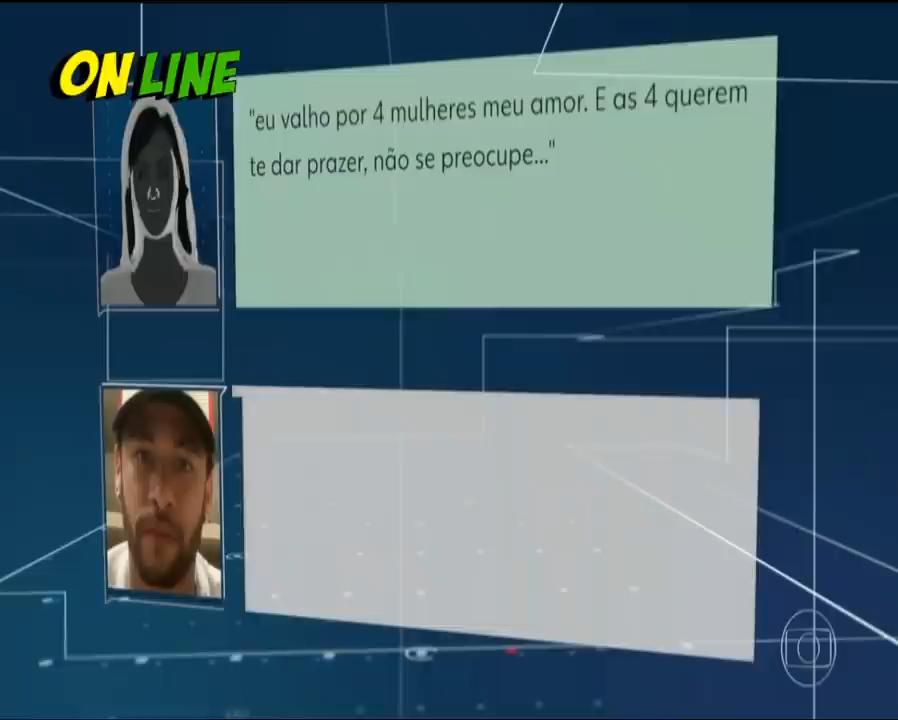 ON LINE
"eu valho por 4 mulheres meu amor. E as 4 querem
te dar prazer, não se preocupe..."